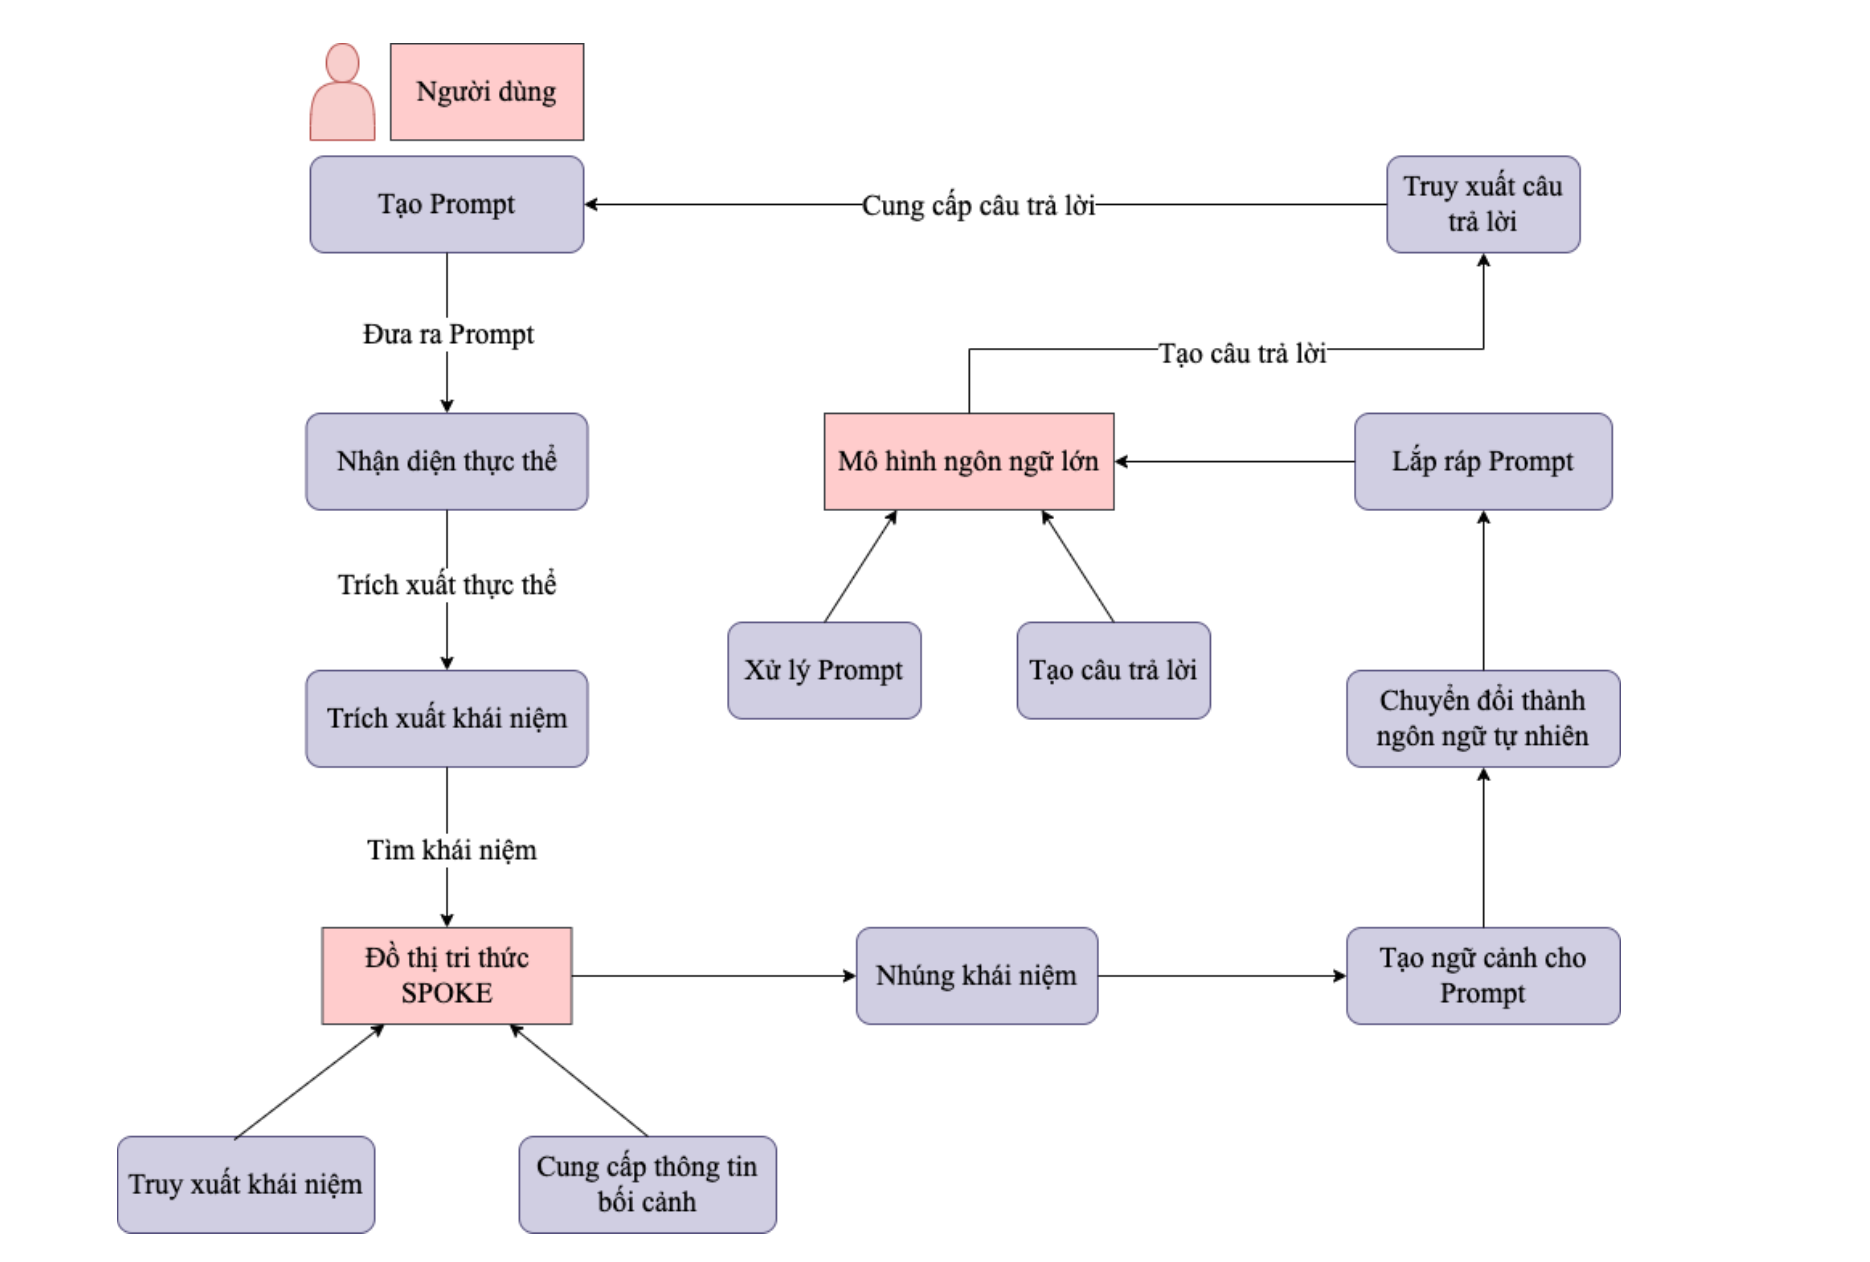 Người dùng
Tạo Prompt
Cung cấp câu trả lời
Truy xuất câu
trả lời
Đưa ra Prompt
Tạo câu trả lời
Nhận diện thực thể
Mô hình ngôn ngữ lớn
Lắp ráp Prompt
Trích xuất thực thể
Xử lý Prompt
Tạo câu trả lời
Trích xuất khái niệm
Chuyển đổi thành
ngôn ngữ tự nhiên
Tìm khái niệm
Đồ thị tri thức
SPOKE
Nhúng khái niệm
Tạo ngữ cảnh cho
Prompt
Truy xuất khái niệm
Cung cấp thông tin
bối cảnh